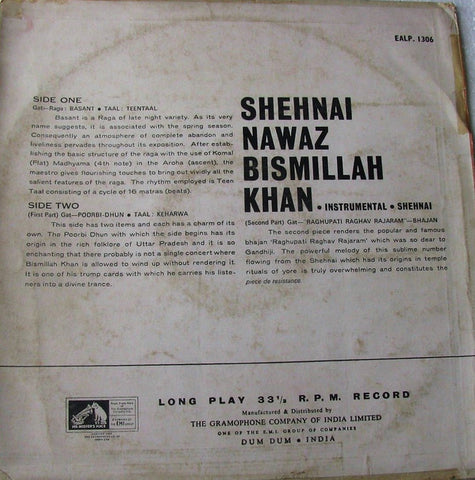 EALP. 1306
SIDE ONE
Gat—Raga: BASANT • TAAL: TEENTAAL
Basant is a Raga of late night variety. As its very
name suggests, it is associated with the spring season.
Consequently an atmosphere of complete abandon and
liveliness pervades throughout its exposition. After estab-
lishing the basic structure of the raga with the use of Komal
(Flat) Madhyama (4th note) in the Aroha (ascent), the
maestro gives flourishing touches to bring out vividly all the
salient features of the raga. The rhythm employed is Teen
Taal consisting of a cycle of 16 matras (beats).
SIDE TWO
(First Part) Gat—POORBI-DHUN • TAAL: KEHARWA
This side has two items and each has a charm of its
own. The Poorbi Dhun with which the side begins has its
origin in the rich folklore of Uttar Pradesh and it is so
enchanting that there probably is not a single concert where
Bismillah Khan is allowed to wind up without rendering it.
It is one of his trump cards with which he carries his liste-
ners into a divine trance.
SHEHNAI
NAWAZ
BISMILLAH
KHAN • INSTRUMENTAL • SHEHNAI
(Second Part) Gat—"RAGHUPATI RAGHAV RAJARAM"—BHAJAN
The second piece renders the popular and famous
bhajan 'Raghupati Raghav Rajaram' which was so dear to
Gandhiji. The powerful melody of this sublime number
flowing from the Shehnai which had its origins in temple
rituals of yore is truly overwhelming and constitutes the
piece de resistance.
LONG PLAY 33⅓ R.P.M. RECORD
Manufactured & Distributed by
THE GRAMOPHONE COMPANY OF INDIA LIMITED
ONE OF THE E.M.I. GROUP OF COMPANIES
DUM DUM • INDIA
HIS MASTER'S VOICE
EMI